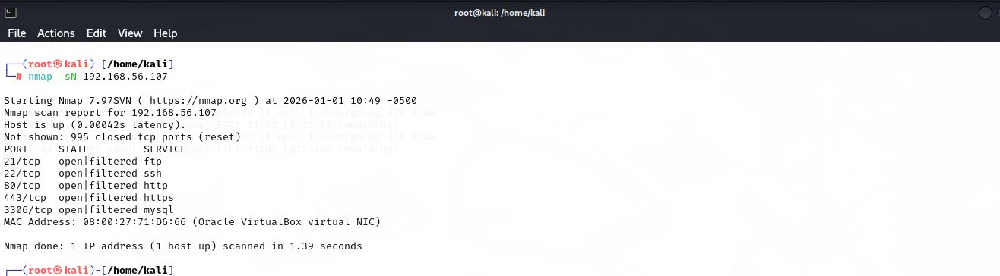 root@kali: /home/kali
File Actions Edit View Help
┌──(root㉿kali)-[/home/kali]
└─# nmap -sN 192.168.56.107
Starting Nmap 7.97SVN ( https://nmap.org ) at 2026-01-01 10:49 -0500
Nmap scan report for 192.168.56.107
Host is up (0.00042s latency).
Not shown: 995 closed tcp ports (reset)
PORT STATE SERVICE
21/tcp open|filtered ftp
22/tcp open|filtered ssh
80/tcp open|filtered http
443/tcp open|filtered https
3306/tcp open|filtered mysql
MAC Address: 08:00:27:71:D6:66 (Oracle VirtualBox virtual NIC)
Nmap done: 1 IP address (1 host up) scanned in 1.39 seconds
┌──(root㉿kali)-[/home/kali]